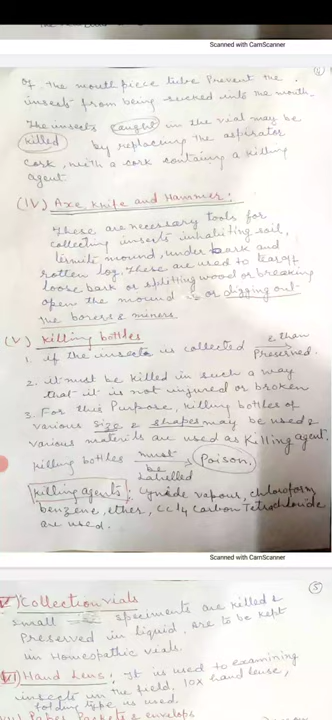 Scanned with CamScanner
of the mouth piece tube Prevent the
insects from being sucked into the mouth.
The insects caught in the vial may be
killed by replacing the aspirator
cork, with a cork containing a killing
agent
(IV) Axe, knife and Hammer:
These are necessary tools for
collecting insects inhabiting soil,
termite mound, under bark and
rotten log. These are used to tear off
loose bark or splitting wood or breaking
open the mound or digging out
the borers & miners
(V) Killing bottles
1. if the insects is collected & than Preserved.
2. it must be killed in such a way
that it is not injured or broken
3. For this Purpose, killing bottles of
various size & shapes may be used &
various materials are used as killing agent.
killing bottles must be labelled Poison.
killing agents: Cynide vapour, chloroform
benzene, ether, CCl4 Carbon Tetrachloride
are used.
Scanned with CamScanner
5
Collection vials
Small specimens are killed &
Preserved in liquid, are to be kept
in Homeopathic vials.
Hand Lens, It is used to examining
insects in the field. 10x hand lense,
folding type is used.
Paper Packets & envelops